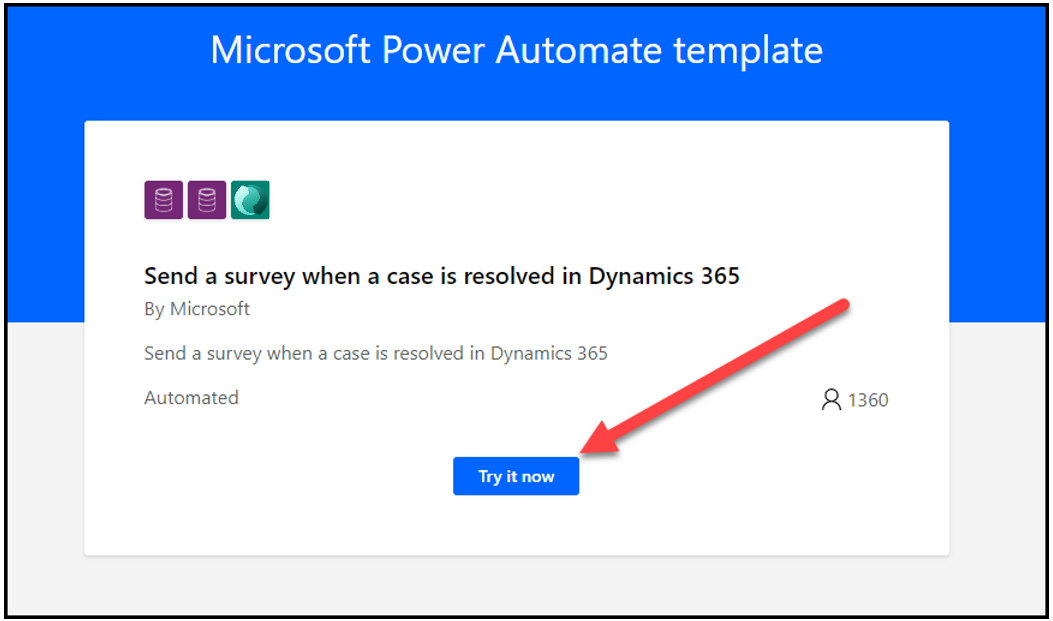 Microsoft Power Automate template
Send a survey when a case is resolved in Dynamics 365
By Microsoft
Send a survey when a case is resolved in Dynamics 365
Automated
1360
Try it now